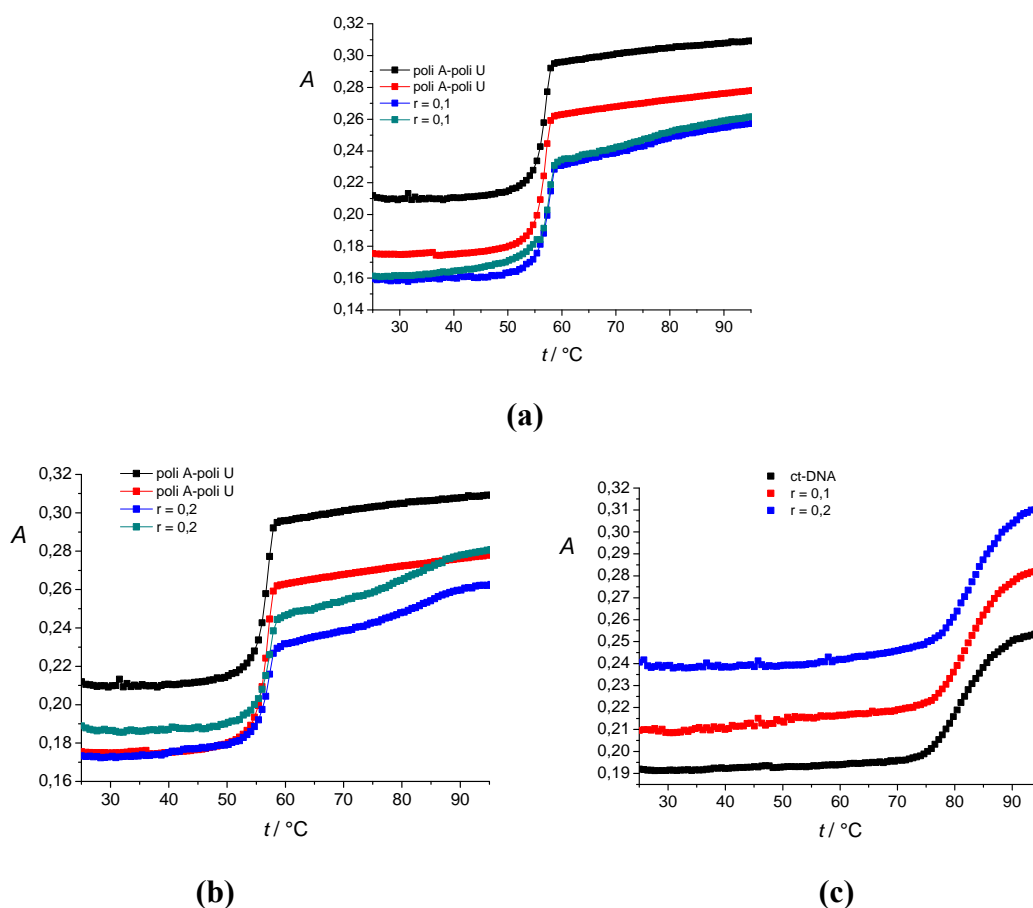 0,32
0,30
0,28
0,26
0,24
0,22
0,20
0,18
0,16
0,14
A
poli A-poli U
poli A-poli U
r = 0,1
r = 0,1
30 40 50 60 70 80 90
t / °C
(a)
poli A-poli U
poli A-poli U
r = 0,2
r = 0,2
0,32
0,30
0,28
0,26
0,24
0,22
0,20
0,18
0,16
A
30 40 50 60 70 80 90
t / °C
(b)
ct-DNA
r = 0,1
r = 0,2
0,32
0,31
0,30
0,29
0,28
0,27
0,26
0,25
0,24
0,23
0,22
0,21
0,20
0,19
A
30 40 50 60 70 80 90
t / °C
(c)